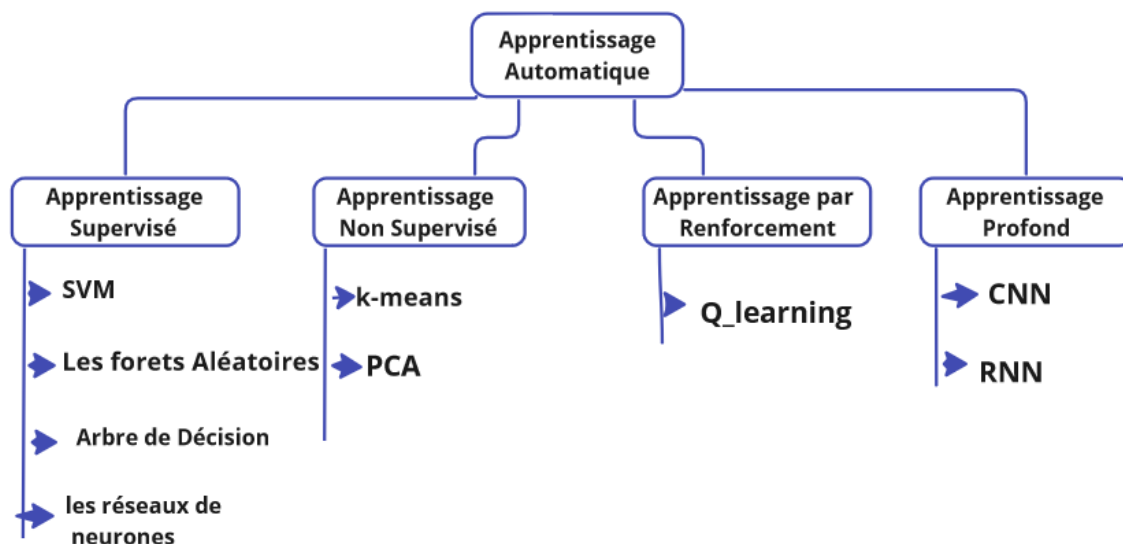 Apprentissage
Automatique
Apprentissage
Supervisé
Apprentissage
Non Supervisé
Apprentissage par
Renforcement
Apprentissage
Profond
SVM
Les forets Aléatoires
Arbre de Décision
les réseaux de
neurones
k-means
PCA
Q_learning
CNN
RNN